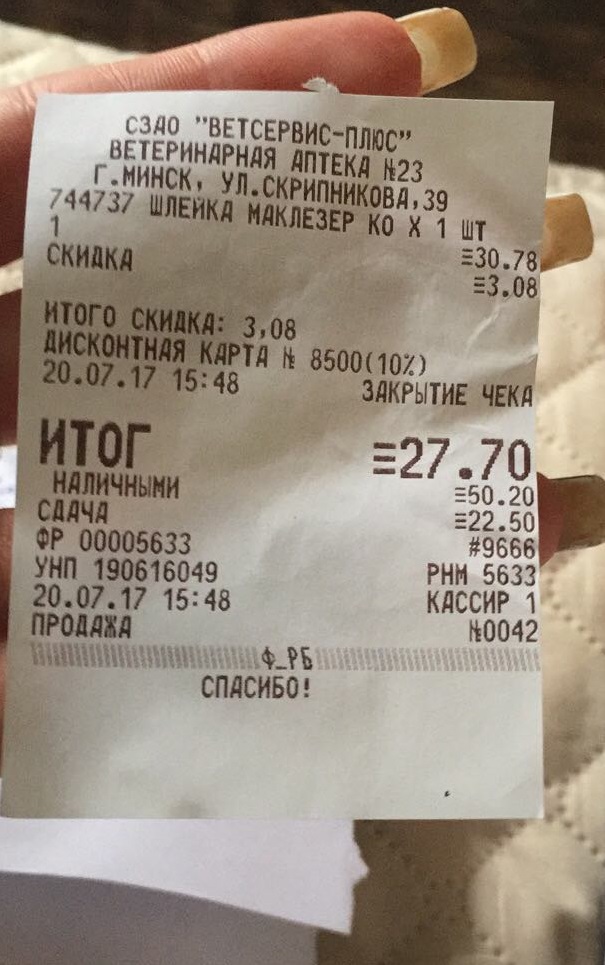 СЗАО "ВЕТСЕРВИС-ПЛЮС"
ВЕТЕРИНАРНАЯ АПТЕКА №23
Г.МИНСК, УЛ.СКРИПНИКОВА,39
744737 ШЛЕЙКА МАКЛЕЗЕР КО X 1 ШТ
1 ≡30.78
СКИДКА ≡3.08
ИТОГО СКИДКА: 3,08
ДИСКОНТНАЯ КАРТА № 8500(10%)
20.07.17 15:48 ЗАКРЫТИЕ ЧЕКА
ИТОГ ≡27.70
НАЛИЧНЫМИ ≡50.20
СДАЧА ≡22.50
ФР 00005633 #9666
УНП 190616049 РНМ 5633
20.07.17 15:48 КАССИР 1
ПРОДАЖА №0042
Ф_РБ
СПАСИБО!